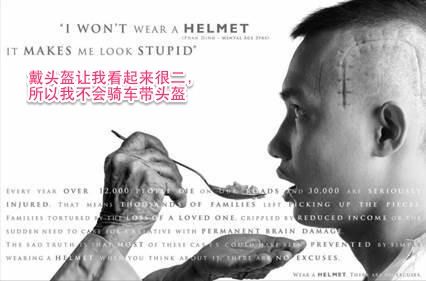 "I WON'T WEAR A HELMET
(PHAN DINH - MENTAL AGE 2YRS)
IT MAKES ME LOOK STUPID"
戴头盔让我看起来很二，
所以我不会骑车带头盔
EVERY YEAR OVER 12,000 PEOPLE DIE ON OUR ROADS AND 30,000 ARE SERIOUSLY
INJURED. THAT MEANS THOUSANDS OF FAMILIES LEFT PICKING UP THE PIECES.
FAMILIES TORTURED BY THE LOSS OF A LOVED ONE, CRIPPLED BY REDUCED INCOME OR THE
SUDDEN NEED TO CARE FOR A RELATIVE WITH PERMANENT BRAIN DAMAGE.
THE SAD TRUTH IS THAT MOST OF THESE CASES COULD HAVE BEEN PREVENTED BY SIMPLY
WEARING A HELMET WHEN YOU THINK ABOUT IT, THERE ARE NO EXCUSES.
WEAR A HELMET. THERE ARE NO EXCUSES.